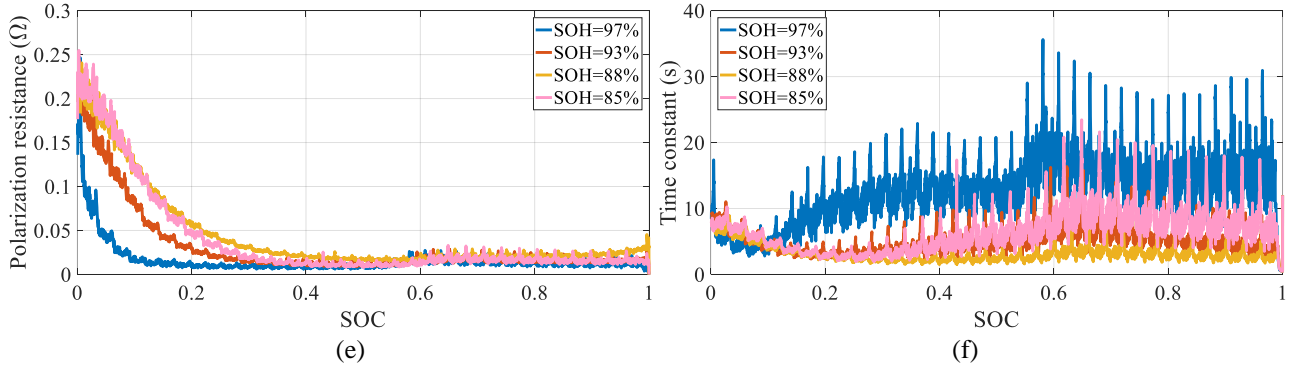 Polarization resistance (Ω)
0.3
0.25
0.2
0.15
0.1
0.05
0
0
0.2
0.4
0.6
0.8
1
SOC
SOH=97%
SOH=93%
SOH=88%
SOH=85%
(e)
Time constant (s)
40
30
20
10
0
0
0.2
0.4
0.6
0.8
1
SOC
SOH=97%
SOH=93%
SOH=88%
SOH=85%
(f)